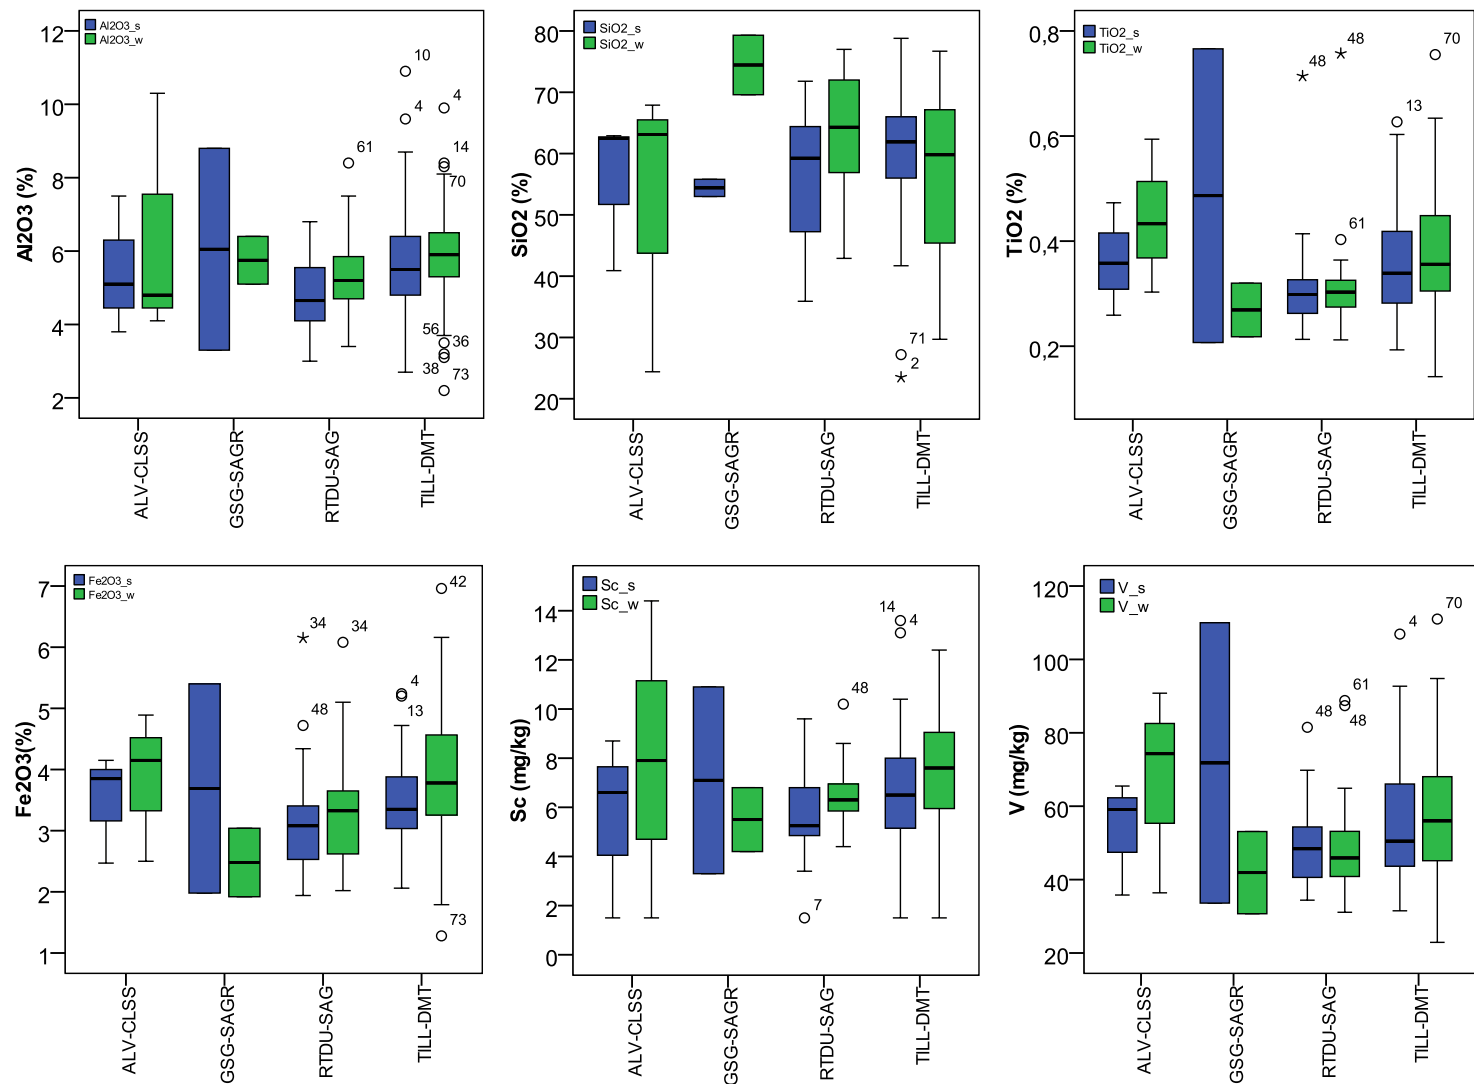 Al2O3_s
Al2O3_w
12
10
8
6
4
2
Al2O3 (%)
10
4
4
14
70
61
56
36
38
73
ALV-CLSS
GSG-SAGR
RTDU-SAG
TILL-DMT
SiO2_s
SiO2_w
80
70
60
50
40
30
20
SiO2 (%)
71
2
ALV-CLSS
GSG-SAGR
RTDU-SAG
TILL-DMT
TiO2_s
TiO2_w
0,8
0,6
0,4
0,2
TiO2 (%)
48
48
70
13
61
ALV-CLSS
GSG-SAGR
RTDU-SAG
TILL-DMT
Fe2O3_s
Fe2O3_w
7
6
5
4
3
2
1
Fe2O3(%)
42
34
34
4
48
13
73
ALV-CLSS
GSG-SAGR
RTDU-SAG
TILL-DMT
Sc_s
Sc_w
14
12
10
8
6
4
2
0
Sc (mg/kg)
14
4
48
7
ALV-CLSS
GSG-SAGR
RTDU-SAG
TILL-DMT
V_s
V_w
120
100
80
60
40
20
V (mg/kg)
70
4
61
48
48
ALV-CLSS
GSG-SAGR
RTDU-SAG
TILL-DMT